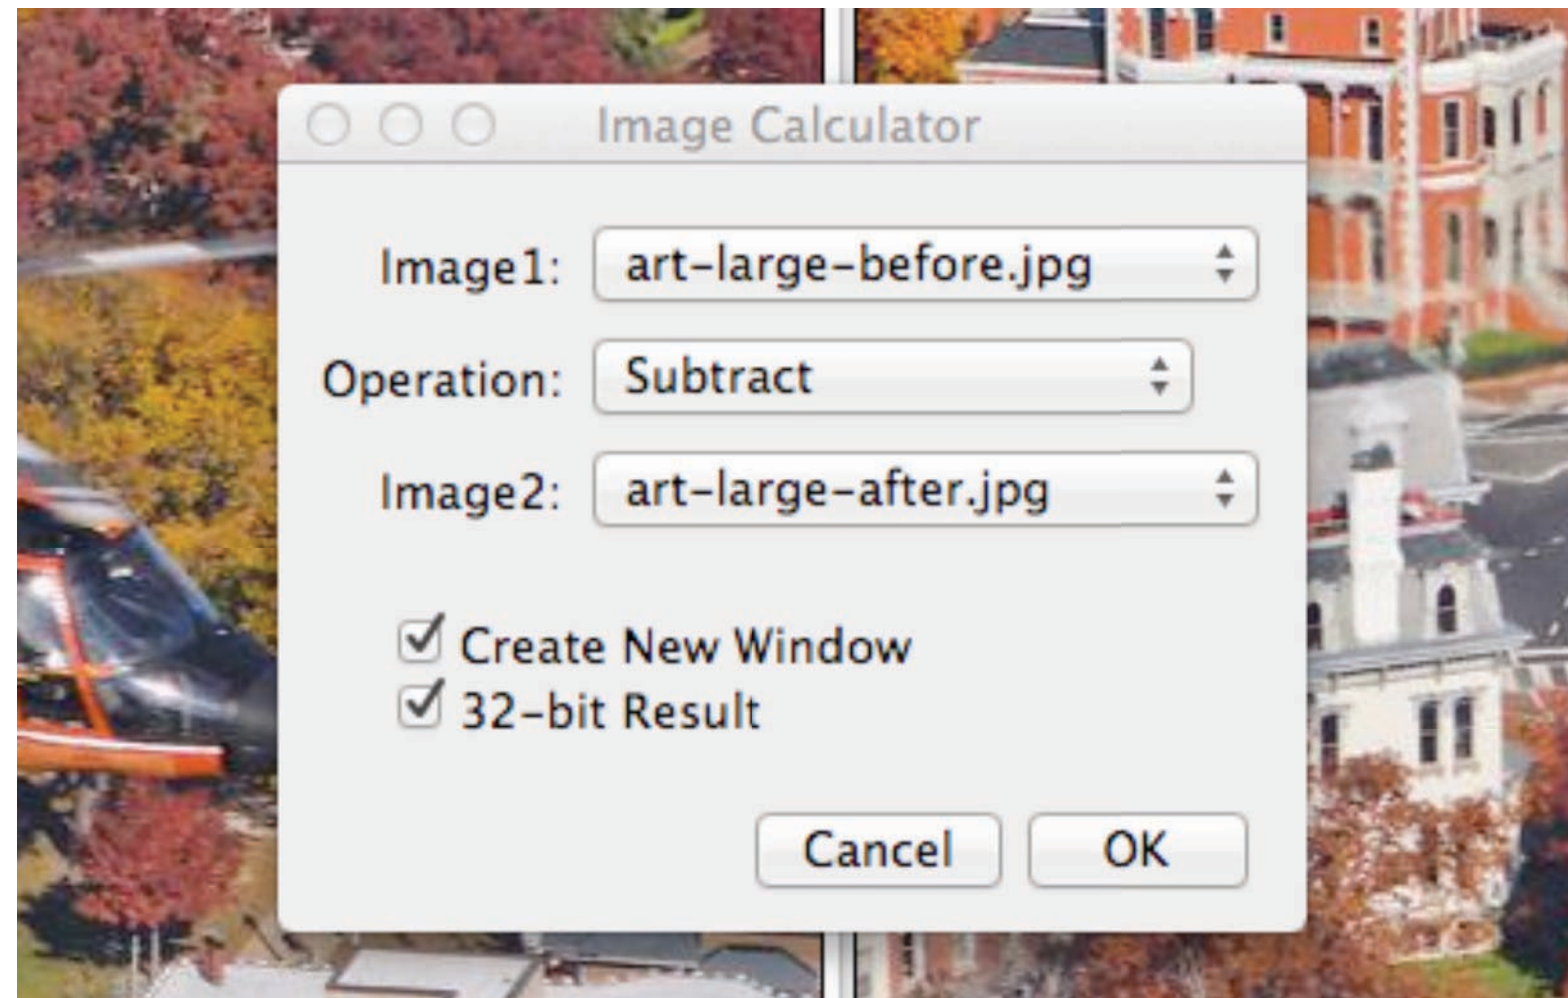 Image Calculator
Image1: art-large-before.jpg
Operation: Subtract
Image2: art-large-after.jpg
Create New Window
32-bit Result
Cancel OK